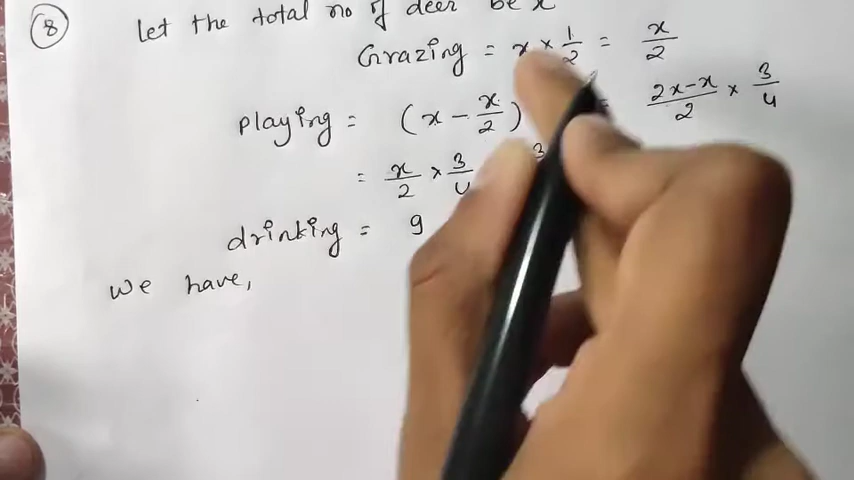 8 Let the total no of deer be x
Grazing = x × 1/2 = x/2
playing = (x - x/2) = 2x-x/2 × 3/4
= x/2 × 3/4 3
drinking = 9
We have,